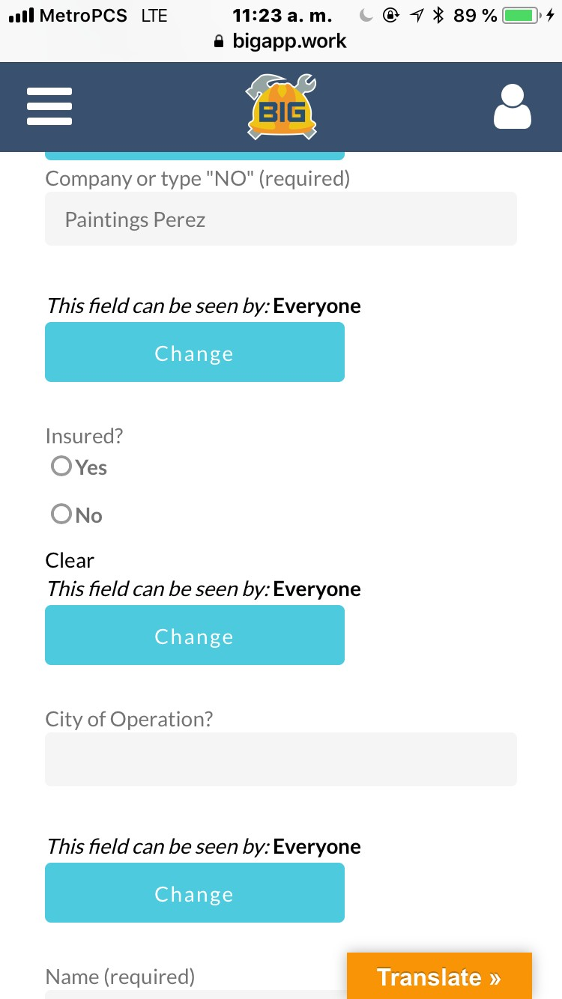 MetroPCS LTE 11:23 a. m. 89 %
bigapp.work
BIG
Company or type "NO" (required)
Paintings Perez
This field can be seen by: Everyone
Change
Insured?
Yes
No
Clear
This field can be seen by: Everyone
Change
City of Operation?
This field can be seen by: Everyone
Change
Name (required)
Translate »